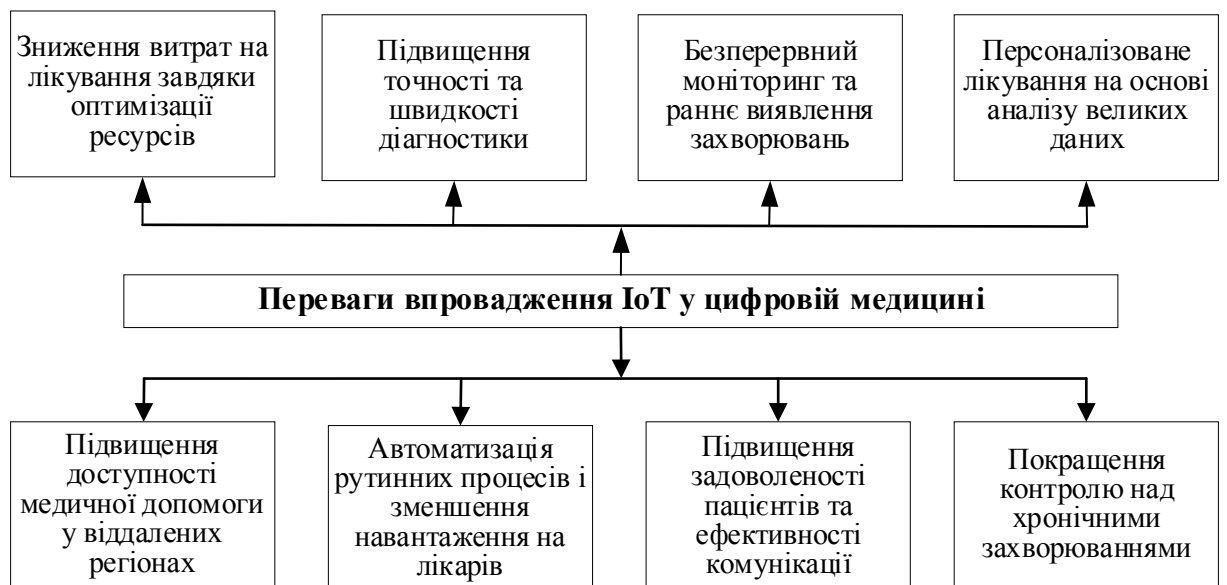 Зниження витрат на
лікування завдяки
оптимізації
ресурсів
Підвищення
точності та
швидкості
діагностики
Безперервний
моніторинг та
раннє виявлення
захворювань
Персоналізоване
лікування на основі
аналізу великих
даних
Переваги впровадження IoT у цифровій медицині
Підвищення
доступності
медичної допомоги
у віддалених
регіонах
Автоматизація
рутинних процесів і
зменшення
навантаження на
лікарів
Підвищення
задоволеності
пацієнтів та
ефективності
комунікації
Покращення
контролю над
хронічними
захворюваннями